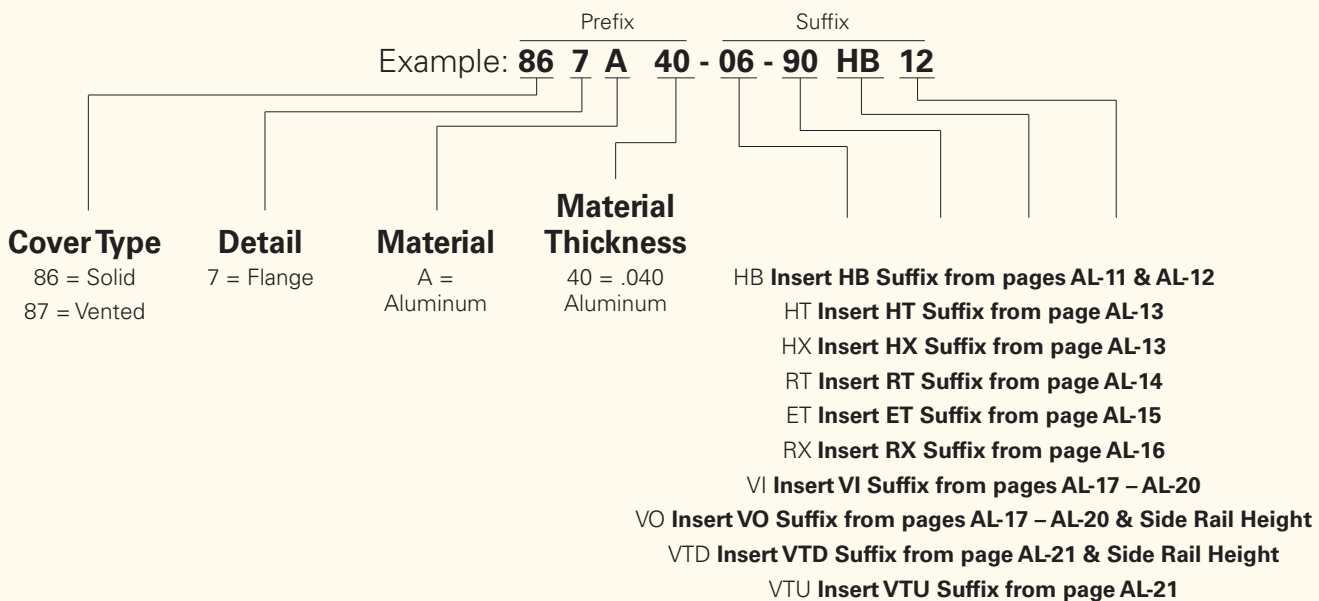 Prefix Suffix
Example: 86 7 A 40 - 06 - 90 HB 12
Cover Type
86 = Solid
87 = Vented
Detail
7 = Flange
Material
A =
Aluminum
Material
Thickness
40 = .040
Aluminum
HB Insert HB Suffix from pages AL-11 & AL-12
HT Insert HT Suffix from page AL-13
HX Insert HX Suffix from page AL-13
RT Insert RT Suffix from page AL-14
ET Insert ET Suffix from page AL-15
RX Insert RX Suffix from page AL-16
VI Insert VI Suffix from pages AL-17 – AL-20
VO Insert VO Suffix from pages AL-17 – AL-20 & Side Rail Height
VTD Insert VTD Suffix from page AL-21 & Side Rail Height
VTU Insert VTU Suffix from page AL-21